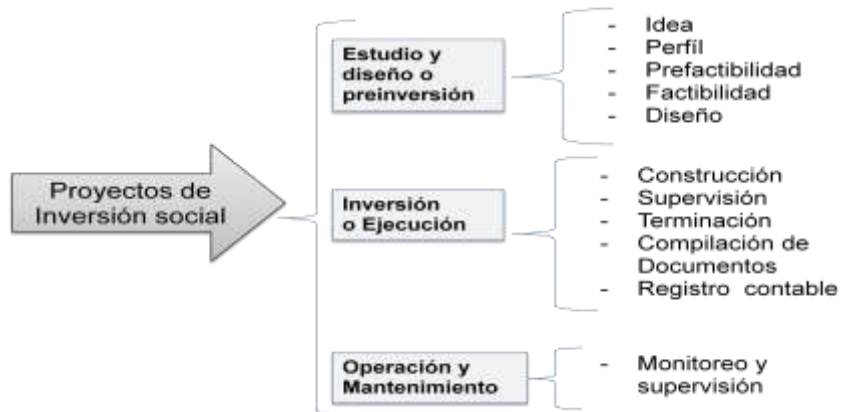 Proyectos de
Inversión social
Estudio y
diseño o
preinversión
- Idea
- Perfil
- Prefactibilidad
- Factibilidad
- Diseño
Inversión
o Ejecución
- Construcción
- Supervisión
- Terminación
- Compilación de
Documentos
- Registro contable
Operación y
Mantenimiento
- Monitoreo y
supervisión